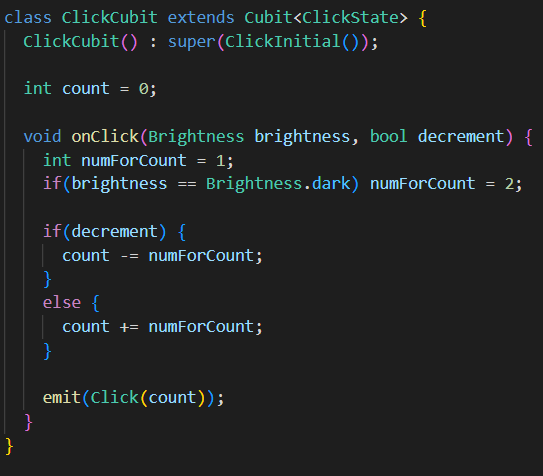 class ClickCubit extends Cubit<ClickState> {
  ClickCubit() : super(ClickInitial());
  int count = 0;
  void onClick(Brightness brightness, bool decrement) {
    int numForCount = 1;
    if(brightness == Brightness.dark) numForCount = 2;
    if(decrement) {
      count -= numForCount;
    }
    else {
      count += numForCount;
    }
    emit(Click(count));
  }
}